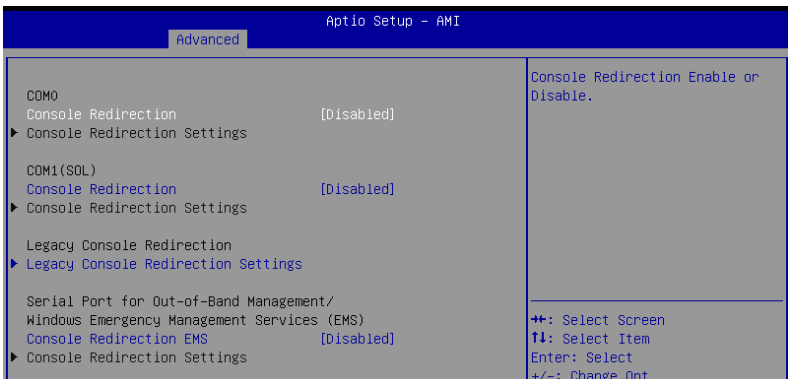 Aptio Setup – AMI
Advanced
COM0
Console Redirection [Disabled]
Console Redirection Settings
COM1(SOL)
Console Redirection [Disabled]
Console Redirection Settings
Legacy Console Redirection
Legacy Console Redirection Settings
Serial Port for Out-of-Band Management/
Windows Emergency Management Services (EMS)
Console Redirection EMS [Disabled]
Console Redirection Settings
Console Redirection Enable or
Disable.
→←: Select Screen
↑↓: Select Item
Enter: Select
+/-: Change Opt.